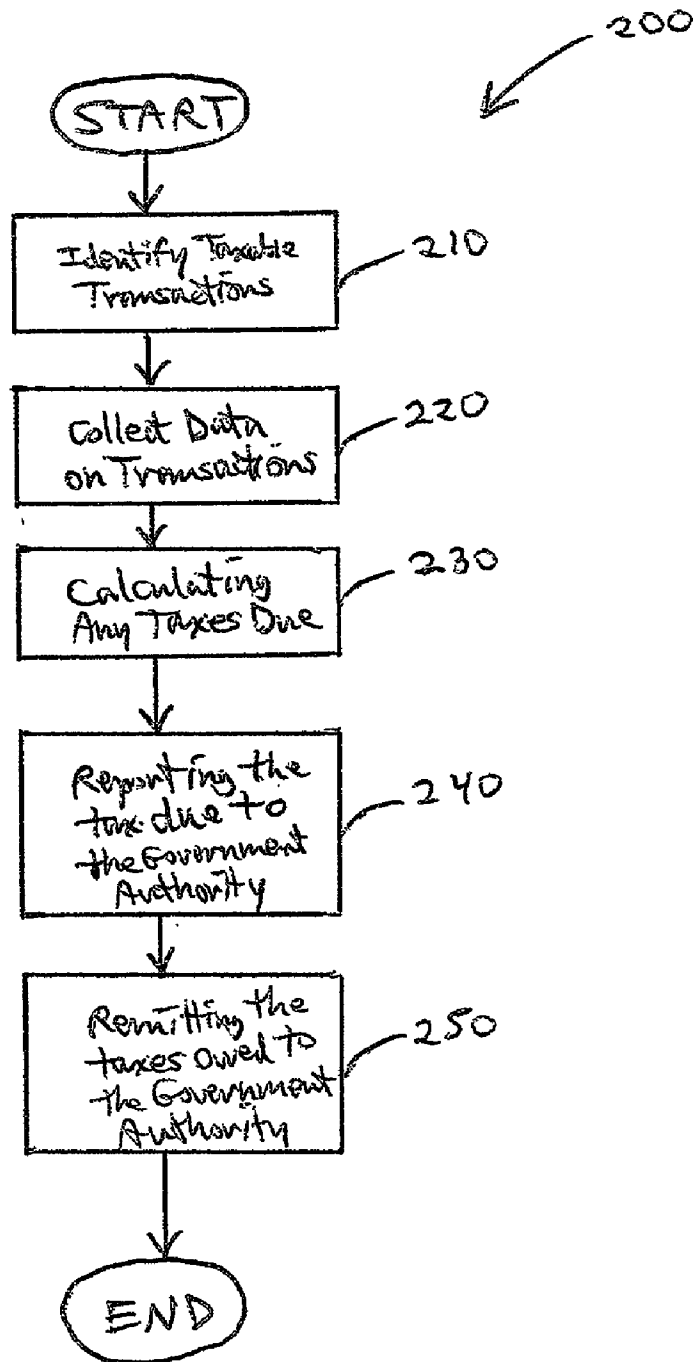 200
START
Identify Taxable
Transactions
210
Collect Data
on Transactions
220
Calculating
Any Taxes Due
230
Reporting the
tax due to
the Government
Authority
240
Remitting the
taxes owed to
the Government
Authority
250
END